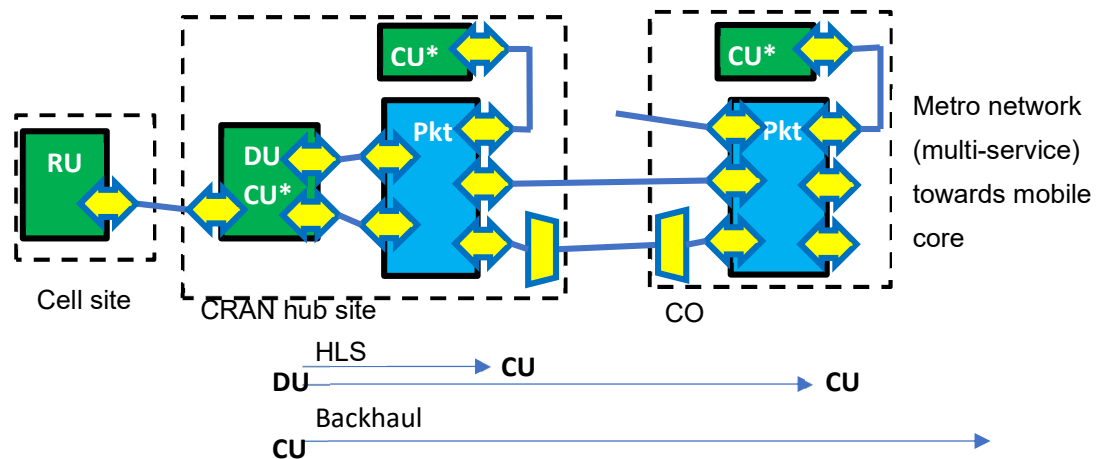 CU*
CU*
Pkt
Pkt
RU
DU
CU*
Metro network
(multi-service)
towards mobile
core
Cell site
CRAN hub site
CO
HLS
CU
DU
CU
Backhaul
CU